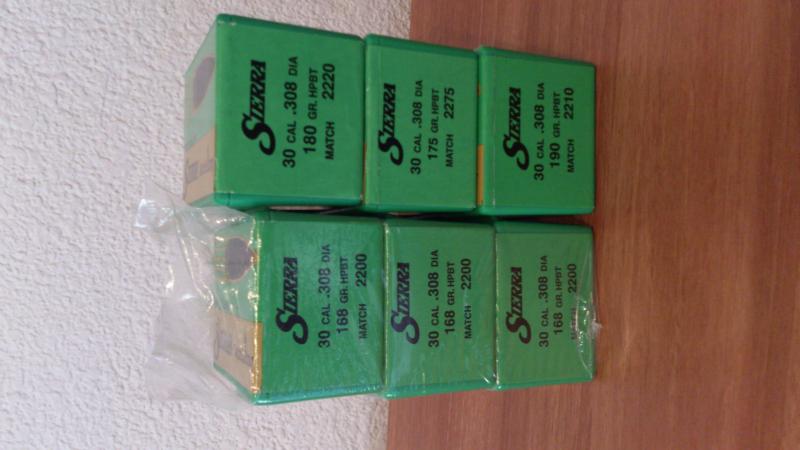 SIERRA
30 CAL .308 DIA
168 GR. HPBT
MATCH 2200
SIERRA
30 CAL .308 DIA
180 GR. HPBT
MATCH 2220
SIERRA
30 CAL .308 DIA
168 GR. HPBT
MATCH 2200
SIERRA
30 CAL .308 DIA
175 GR. HPBT
MATCH 2275
SIERRA
30 CAL .308 DIA
168 GR. HPBT
MATCH 2200
SIERRA
30 CAL .308 DIA
190 GR. HPBT
MATCH 2210